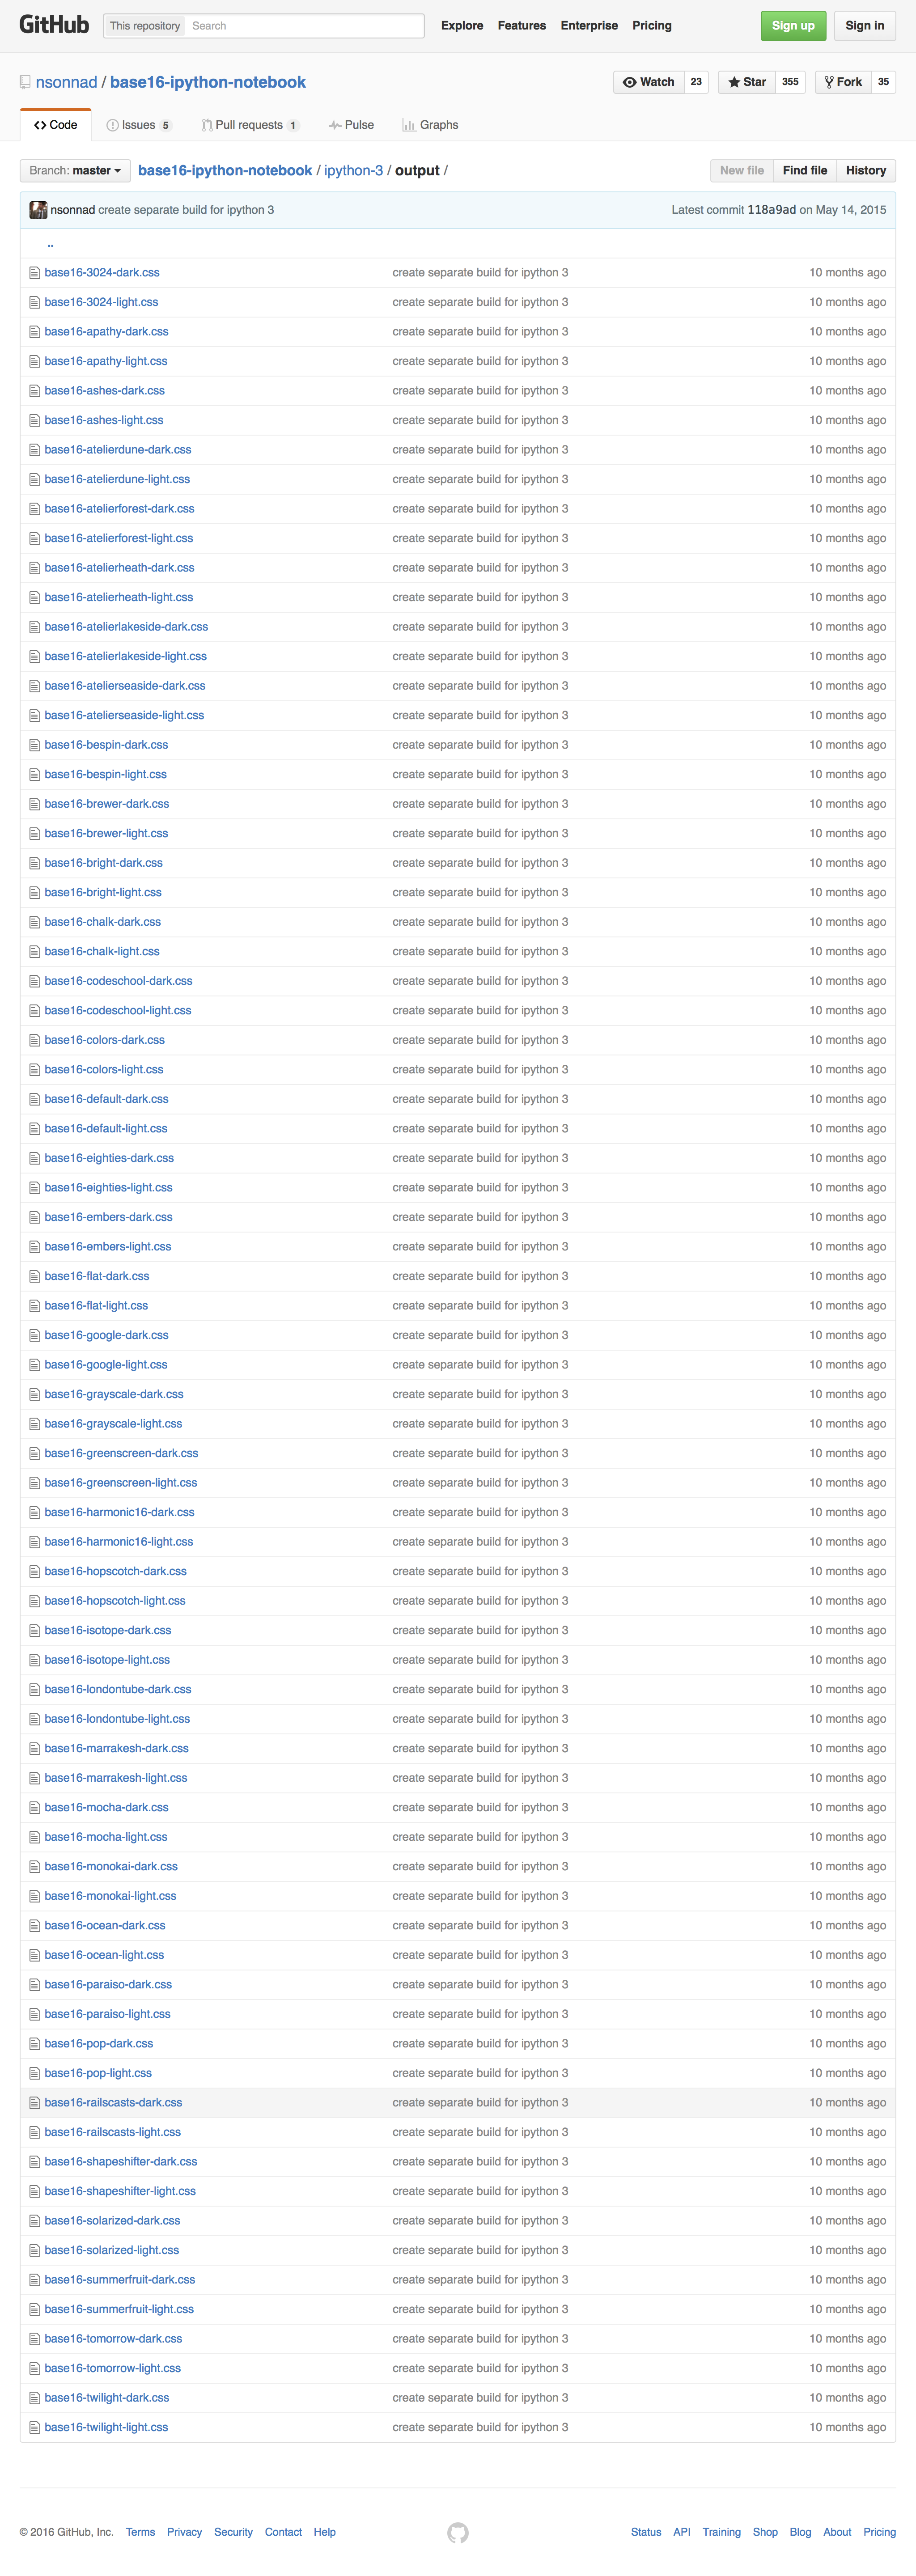 GitHub This repository Search Explore Features Enterprise Pricing Sign up Sign in
nsonnad / base16-ipython-notebook Watch 23 Star 355 Fork 35
Code Issues 5 Pull requests 1 Pulse Graphs
Branch: master base16-ipython-notebook / ipython-3 / output / New file Find file History
nsonnad create separate build for ipython 3 Latest commit 118a9ad on May 14, 2015
..
base16-3024-dark.css create separate build for ipython 3 10 months ago
base16-3024-light.css create separate build for ipython 3 10 months ago
base16-apathy-dark.css create separate build for ipython 3 10 months ago
base16-apathy-light.css create separate build for ipython 3 10 months ago
base16-ashes-dark.css create separate build for ipython 3 10 months ago
base16-ashes-light.css create separate build for ipython 3 10 months ago
base16-atelierdune-dark.css create separate build for ipython 3 10 months ago
base16-atelierdune-light.css create separate build for ipython 3 10 months ago
base16-atelierforest-dark.css create separate build for ipython 3 10 months ago
base16-atelierforest-light.css create separate build for ipython 3 10 months ago
base16-atelierheath-dark.css create separate build for ipython 3 10 months ago
base16-atelierheath-light.css create separate build for ipython 3 10 months ago
base16-atelierlakeside-dark.css create separate build for ipython 3 10 months ago
base16-atelierlakeside-light.css create separate build for ipython 3 10 months ago
base16-atelierseaside-dark.css create separate build for ipython 3 10 months ago
base16-atelierseaside-light.css create separate build for ipython 3 10 months ago
base16-bespin-dark.css create separate build for ipython 3 10 months ago
base16-bespin-light.css create separate build for ipython 3 10 months ago
base16-brewer-dark.css create separate build for ipython 3 10 months ago
base16-brewer-light.css create separate build for ipython 3 10 months ago
base16-bright-dark.css create separate build for ipython 3 10 months ago
base16-bright-light.css create separate build for ipython 3 10 months ago
base16-chalk-dark.css create separate build for ipython 3 10 months ago
base16-chalk-light.css create separate build for ipython 3 10 months ago
base16-codeschool-dark.css create separate build for ipython 3 10 months ago
base16-codeschool-light.css create separate build for ipython 3 10 months ago
base16-colors-dark.css create separate build for ipython 3 10 months ago
base16-colors-light.css create separate build for ipython 3 10 months ago
base16-default-dark.css create separate build for ipython 3 10 months ago
base16-default-light.css create separate build for ipython 3 10 months ago
base16-eighties-dark.css create separate build for ipython 3 10 months ago
base16-eighties-light.css create separate build for ipython 3 10 months ago
base16-embers-dark.css create separate build for ipython 3 10 months ago
base16-embers-light.css create separate build for ipython 3 10 months ago
base16-flat-dark.css create separate build for ipython 3 10 months ago
base16-flat-light.css create separate build for ipython 3 10 months ago
base16-google-dark.css create separate build for ipython 3 10 months ago
base16-google-light.css create separate build for ipython 3 10 months ago
base16-grayscale-dark.css create separate build for ipython 3 10 months ago
base16-grayscale-light.css create separate build for ipython 3 10 months ago
base16-greenscreen-dark.css create separate build for ipython 3 10 months ago
base16-greenscreen-light.css create separate build for ipython 3 10 months ago
base16-harmonic16-dark.css create separate build for ipython 3 10 months ago
base16-harmonic16-light.css create separate build for ipython 3 10 months ago
base16-hopscotch-dark.css create separate build for ipython 3 10 months ago
base16-hopscotch-light.css create separate build for ipython 3 10 months ago
base16-isotope-dark.css create separate build for ipython 3 10 months ago
base16-isotope-light.css create separate build for ipython 3 10 months ago
base16-londontube-dark.css create separate build for ipython 3 10 months ago
base16-londontube-light.css create separate build for ipython 3 10 months ago
base16-marrakesh-dark.css create separate build for ipython 3 10 months ago
base16-marrakesh-light.css create separate build for ipython 3 10 months ago
base16-mocha-dark.css create separate build for ipython 3 10 months ago
base16-mocha-light.css create separate build for ipython 3 10 months ago
base16-monokai-dark.css create separate build for ipython 3 10 months ago
base16-monokai-light.css create separate build for ipython 3 10 months ago
base16-ocean-dark.css create separate build for ipython 3 10 months ago
base16-ocean-light.css create separate build for ipython 3 10 months ago
base16-paraiso-dark.css create separate build for ipython 3 10 months ago
base16-paraiso-light.css create separate build for ipython 3 10 months ago
base16-pop-dark.css create separate build for ipython 3 10 months ago
base16-pop-light.css create separate build for ipython 3 10 months ago
base16-railscasts-dark.css create separate build for ipython 3 10 months ago
base16-railscasts-light.css create separate build for ipython 3 10 months ago
base16-shapeshifter-dark.css create separate build for ipython 3 10 months ago
base16-shapeshifter-light.css create separate build for ipython 3 10 months ago
base16-solarized-dark.css create separate build for ipython 3 10 months ago
base16-solarized-light.css create separate build for ipython 3 10 months ago
base16-summerfruit-dark.css create separate build for ipython 3 10 months ago
base16-summerfruit-light.css create separate build for ipython 3 10 months ago
base16-tomorrow-dark.css create separate build for ipython 3 10 months ago
base16-tomorrow-light.css create separate build for ipython 3 10 months ago
base16-twilight-dark.css create separate build for ipython 3 10 months ago
base16-twilight-light.css create separate build for ipython 3 10 months ago
© 2016 GitHub, Inc. Terms Privacy Security Contact Help Status API Training Shop Blog About Pricing